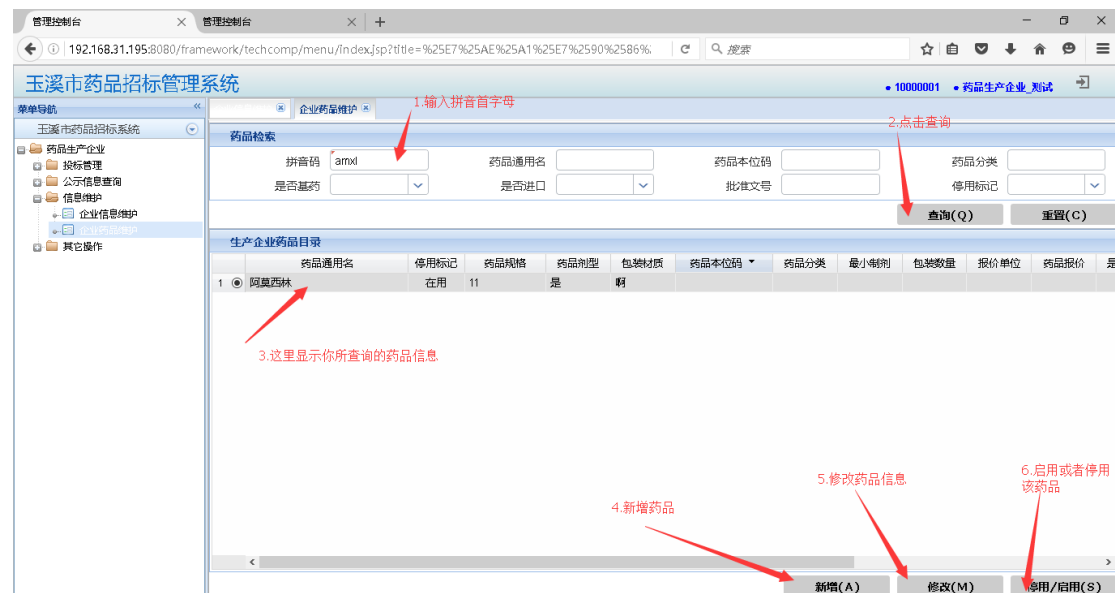 管理控制台 管理控制台
192.168.31.195:8080/framework/techcomp/menu/index.jsp?title=%25E7%25AE%25A1%25E7%2590%2586% 搜索
玉溪市药品招标管理系统
10000001 药品生产企业_测试
菜单导航
企业药品维护
1.输入拼音首字母
2.点击查询
玉溪市药品招标系统
药品生产企业
投标管理
公示信息查询
信息维护
企业信息维护
企业药品维护
其它操作
药品检索
拼音码 amxl 药品通用名 药品本位码 药品分类
是否基药 是否进口 批准文号 停用标记
查询(Q) 重置(C)
生产企业药品目录
药品通用名 停用标记 药品规格 药品剂型 包装材质 药品本位码 药品分类 最小制剂 包装数量 报价单位 药品报价 是
1 阿莫西林 在用 11 是 啊
3.这里显示你所查询的药品信息
4.新增药品
5.修改药品信息
6.启用或者停用
该药品
新增(A) 修改(M) 停用/启用(S)